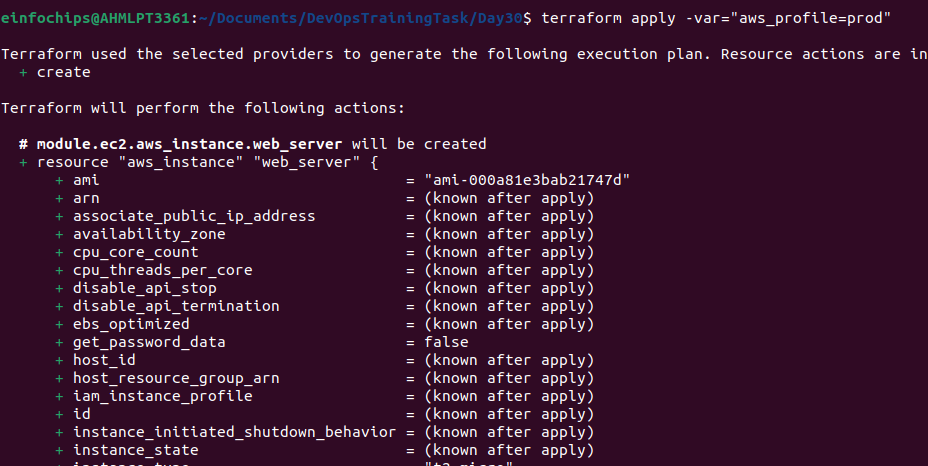 einfochips@AHMLPT3361:~/Documents/DevOpsTrainingTask/Day30$ terraform apply -var="aws_profile=prod"
Terraform used the selected providers to generate the following execution plan. Resource actions are in
+ create
Terraform will perform the following actions:
# module.ec2.aws_instance.web_server will be created
+ resource "aws_instance" "web_server" {
+ ami = "ami-000a81e3bab21747d"
+ arn = (known after apply)
+ associate_public_ip_address = (known after apply)
+ availability_zone = (known after apply)
+ cpu_core_count = (known after apply)
+ cpu_threads_per_core = (known after apply)
+ disable_api_stop = (known after apply)
+ disable_api_termination = (known after apply)
+ ebs_optimized = (known after apply)
+ get_password_data = false
+ host_id = (known after apply)
+ host_resource_group_arn = (known after apply)
+ iam_instance_profile = (known after apply)
+ id = (known after apply)
+ instance_initiated_shutdown_behavior = (known after apply)
+ instance_state = (known after apply)